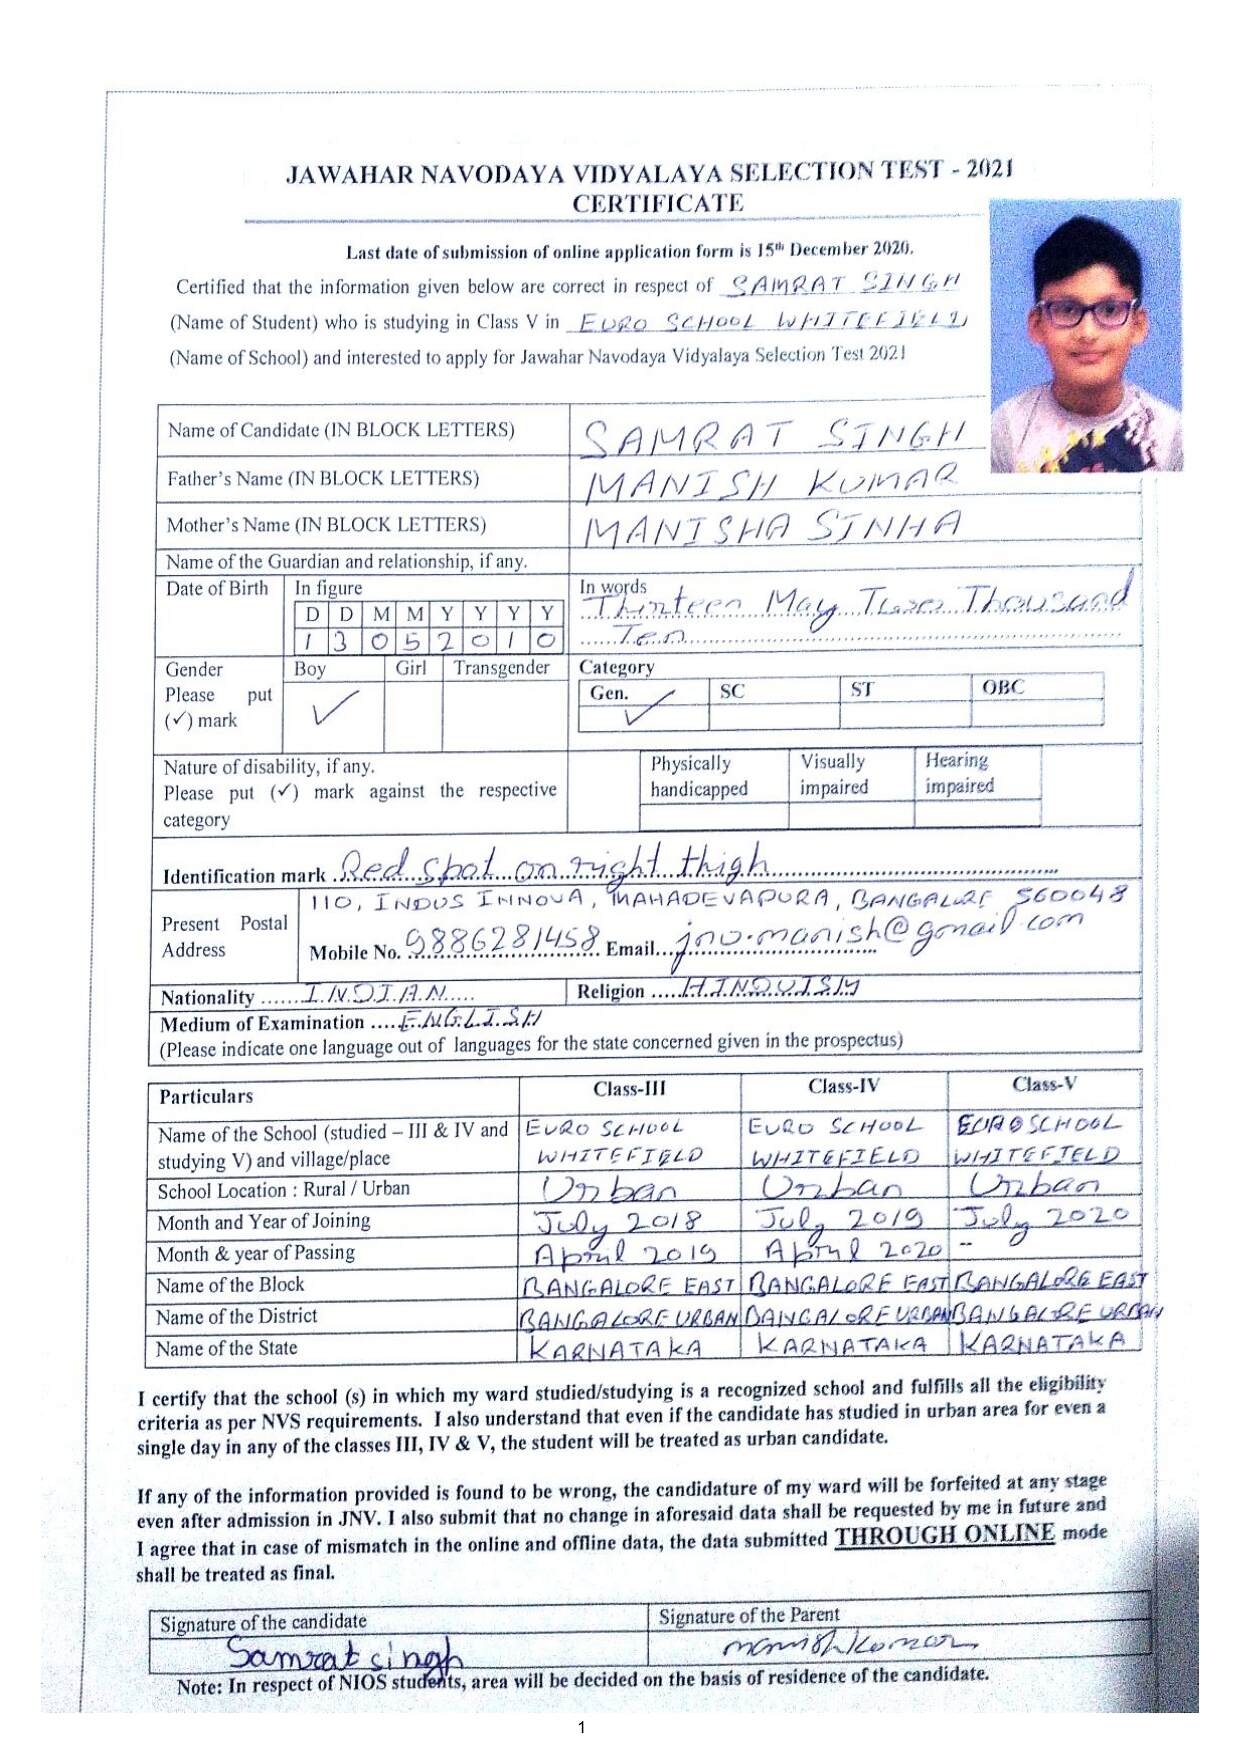 JAWAHAR NAVODAYA VIDYALAYA SELECTION TEST - 2021
CERTIFICATE
Last date of submission of online application form is 15th December 2020.
Certified that the information given below are correct in respect of SAMRAT SINGH
(Name of Student) who is studying in Class V in EURO SCHOOL WHITEFIELD
(Name of School) and interested to apply for Jawahar Navodaya Vidyalaya Selection Test 2021
Name of Candidate (IN BLOCK LETTERS) SAMRAT SINGH
Father's Name (IN BLOCK LETTERS) MANISH KUMAR
Mother's Name (IN BLOCK LETTERS) MANISHA SINHA
Name of the Guardian and relationship, if any.
Date of Birth In figure In words
D D M M Y Y Y Y Thirteen May Two Thousand
1 3 0 5 2 0 1 0 Ten
Gender Boy Girl Transgender Category
Please put Gen. ✓ SC ST OBC
(✓) mark ✓
Nature of disability, if any. Physically Visually Hearing
Please put (✓) mark against the respective handicapped impaired impaired
category
Identification mark Red spot on right thigh
110, INDUS INNOVA, MAHADEVAPURA, BANGALORE 560048
Present Postal
Address Mobile No. 9886281458 Email jnv.manish@gmail.com
Nationality INDIAN Religion HINDUISM
Medium of Examination ENGLISH
(Please indicate one language out of languages for the state concerned given in the prospectus)
Particulars Class-III Class-IV Class-V
Name of the School (studied – III & IV and EURO SCHOOL EURO SCHOOL EURO SCHOOL
studying V) and village/place WHITEFIELD WHITEFIELD WHITEFIELD
School Location : Rural / Urban Urban Urban Urban
Month and Year of Joining July 2018 July 2019 July 2020
Month & year of Passing April 2019 April 2020 --
Name of the Block BANGALORE EAST BANGALORE EAST BANGALORE EAST
Name of the District BANGALORE URBAN BANGALORE URBAN BANGALORE URBAN
Name of the State KARNATAKA KARNATAKA KARNATAKA
I certify that the school (s) in which my ward studied/studying is a recognized school and fulfills all the eligibility
criteria as per NVS requirements. I also understand that even if the candidate has studied in urban area for even a
single day in any of the classes III, IV & V, the student will be treated as urban candidate.
If any of the information provided is found to be wrong, the candidature of my ward will be forfeited at any stage
even after admission in JNV. I also submit that no change in aforesaid data shall be requested by me in future and
I agree that in case of mismatch in the online and offline data, the data submitted THROUGH ONLINE mode
shall be treated as final.
Signature of the candidate Signature of the Parent
Samrat singh Manish Kumar
Note: In respect of NIOS students, area will be decided on the basis of residence of the candidate.
1